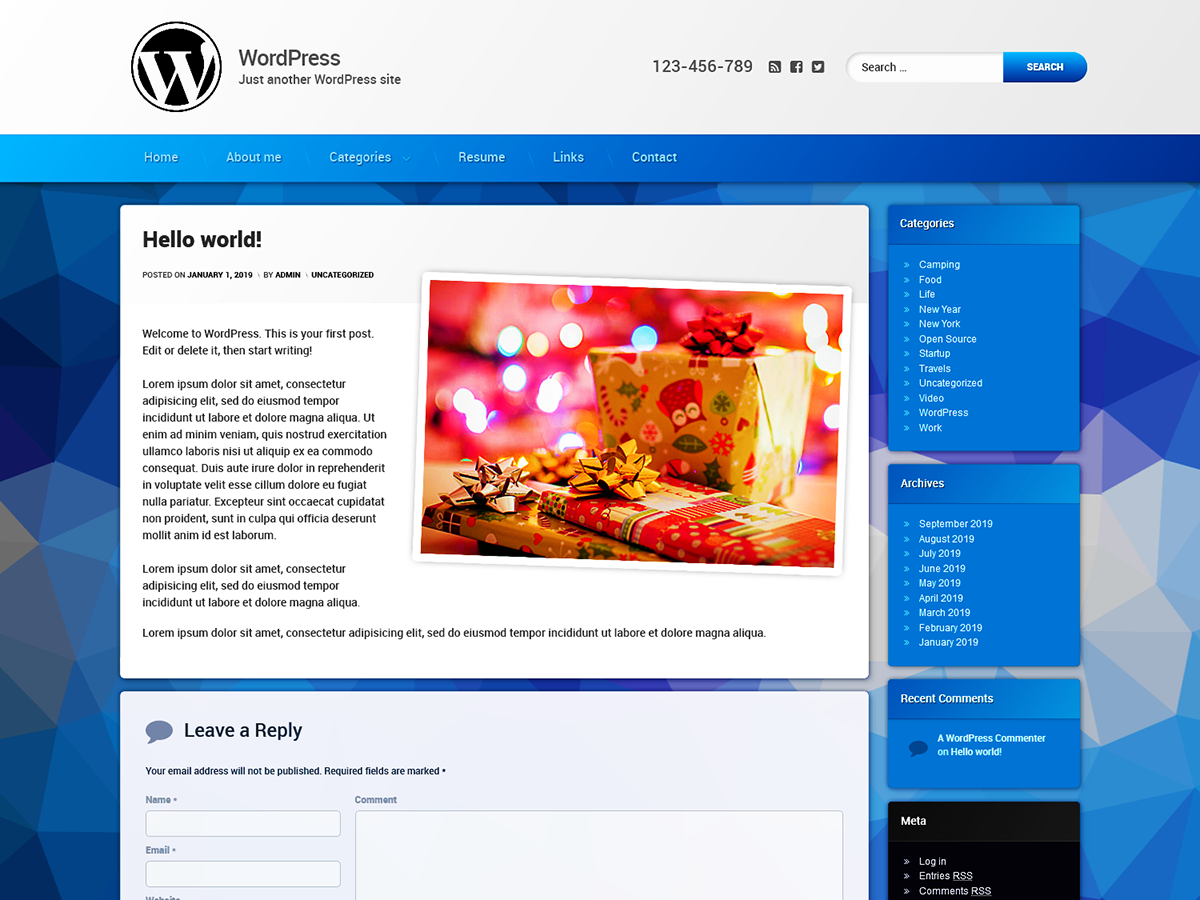 WordPress
Just another WordPress site
123-456-789
Search ...
SEARCH
Home
About me
Categories
Resume
Links
Contact
Hello world!
POSTED ON JANUARY 1, 2019 \ BY ADMIN \ UNCATEGORIZED
Welcome to WordPress. This is your first post.
Edit or delete it, then start writing!
Lorem ipsum dolor sit amet, consectetur
adipisicing elit, sed do eiusmod tempor
incididunt ut labore et dolore magna aliqua. Ut
enim ad minim veniam, quis nostrud exercitation
ullamco laboris nisi ut aliquip ex ea commodo
consequat. Duis aute irure dolor in reprehenderit
in voluptate velit esse cillum dolore eu fugiat
nulla pariatur. Excepteur sint occaecat cupidatat
non proident, sunt in culpa qui officia deserunt
mollit anim id est laborum.
Lorem ipsum dolor sit amet, consectetur
adipisicing elit, sed do eiusmod tempor
incididunt ut labore et dolore magna aliqua.
Lorem ipsum dolor sit amet, consectetur adipisicing elit, sed do eiusmod tempor incididunt ut labore et dolore magna aliqua.
Leave a Reply
Your email address will not be published. Required fields are marked *
Name *
Comment
Email *
Website
Categories
» Camping
» Food
» Life
» New Year
» New York
» Open Source
» Startup
» Travels
» Uncategorized
» Video
» WordPress
» Work
Archives
» September 2019
» August 2019
» July 2019
» June 2019
» May 2019
» April 2019
» March 2019
» February 2019
» January 2019
Recent Comments
A WordPress Commenter
on Hello world!
Meta
» Log in
» Entries RSS
» Comments RSS